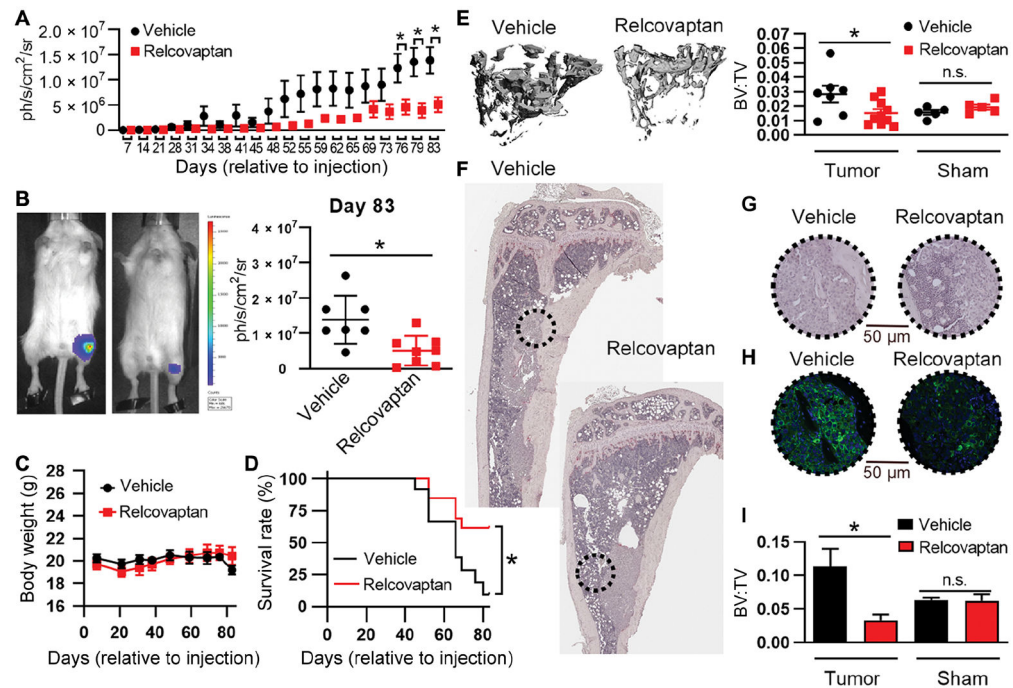 A
Vehicle
Relcovaptan
ph/s/cm²/sr
2.0 × 10⁷
1.5 × 10⁷
1.0 × 10⁷
5 × 10⁶
0
* * *
7 14 21 28 31 34 38 41 45 48 52 55 59 62 65 69 73 76 79 83
Days (relative to injection)
B
Day 83
ph/s/cm²/sr
4 × 10⁷
3 × 10⁷
2 × 10⁷
1 × 10⁷
0
*
Vehicle
Relcovaptan
C
Body weight (g)
28
26
24
22
20
18
16
Vehicle
Relcovaptan
0 20 40 60 80
Days (relative to injection)
D
Survival rate (%)
100
75
50
25
0
Vehicle
Relcovaptan
*
0 20 40 60 80
Days (relative to injection)
E
Vehicle
Relcovaptan
BV:TV
0.07
0.06
0.05
0.04
0.03
0.02
0.01
0.00
Vehicle
Relcovaptan
*
n.s.
Tumor
Sham
F
Vehicle
Relcovaptan
G
Vehicle
Relcovaptan
50 µm
H
Vehicle
Relcovaptan
50 µm
I
Vehicle
Relcovaptan
BV:TV
0.15
0.10
0.05
0.00
*
n.s.
Tumor
Sham